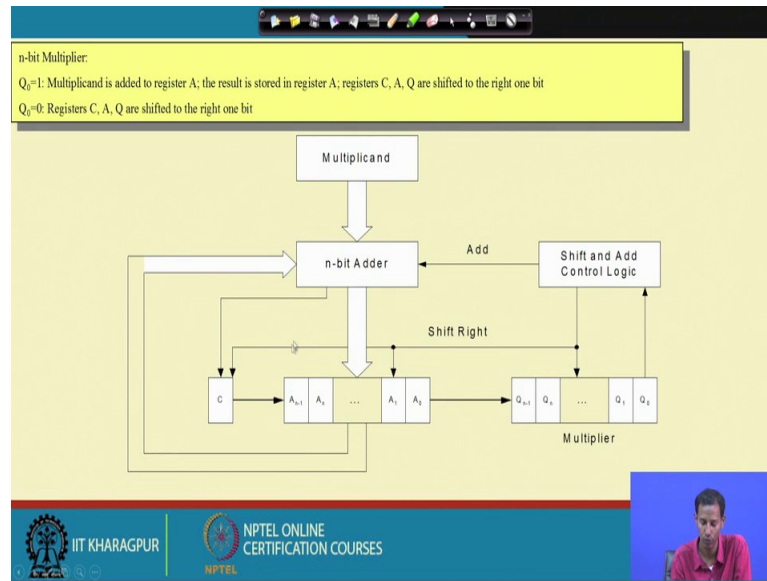 n-bit Multiplier:
Q₀=1: Multiplicand is added to register A; the result is stored in register A; registers C, A, Q are shifted to the right one bit
Q₀=0: Registers C, A, Q are shifted to the right one bit
Multiplicand
n-bit Adder
Add
Shift and Add
Control Logic
Shift Right
C
Aₙ₋₁ Aₙ ... A₁ A₀
Qₙ₋₁ Qₙ ... Q₁ Q₀
Multiplier
IIT KHARAGPUR
NPTEL
NPTEL ONLINE
CERTIFICATION COURSES